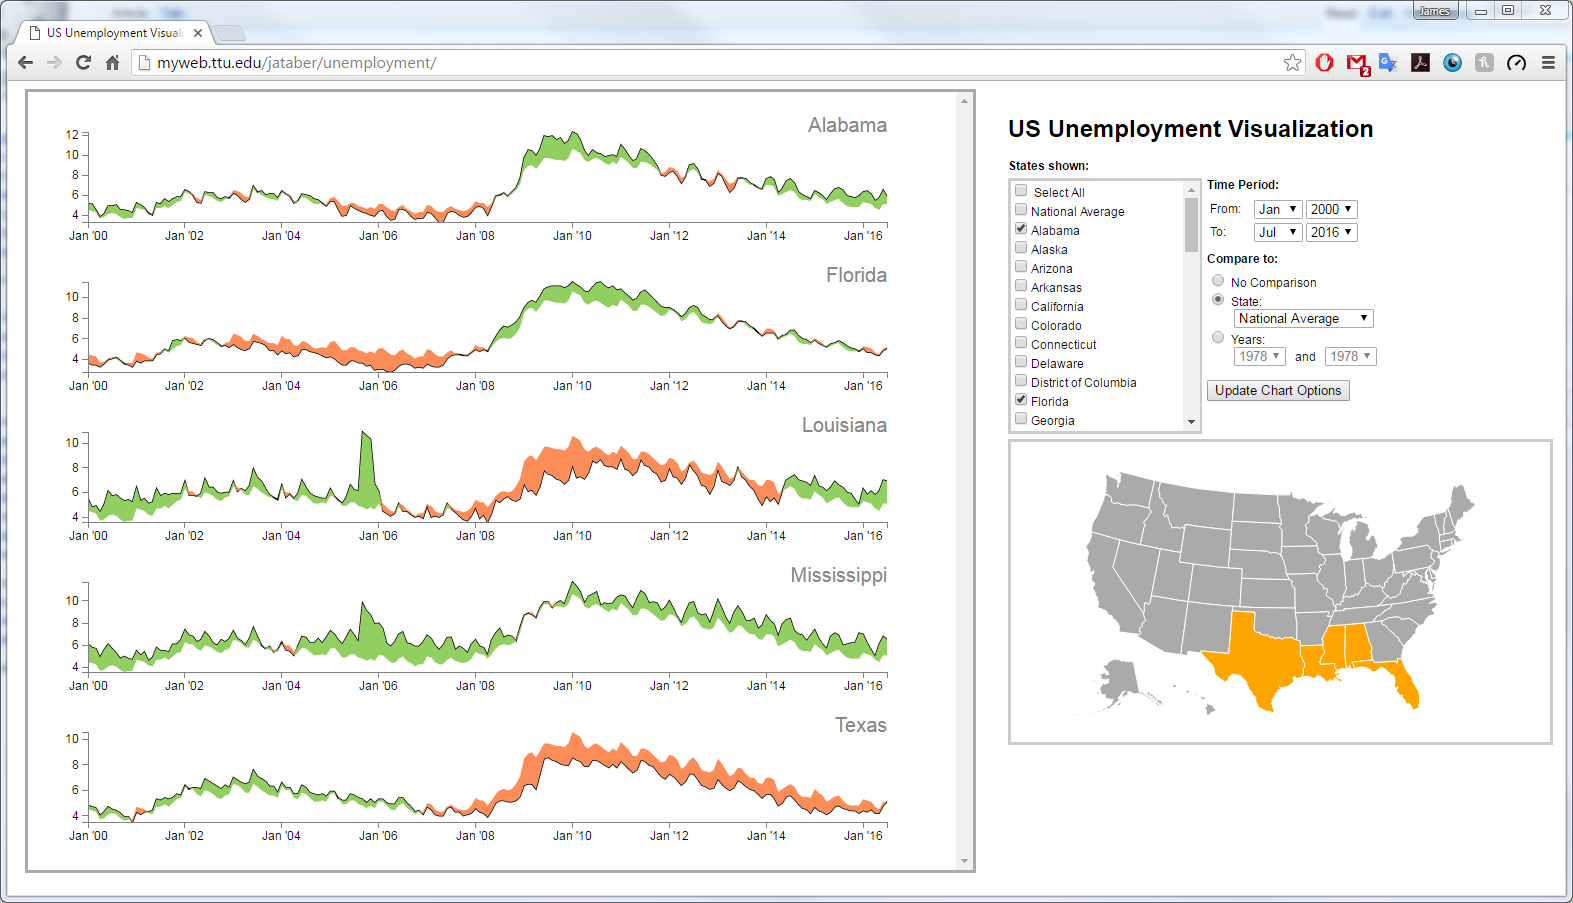 James
US Unemployment Visuali
myweb.ttu.edu/jataber/unemployment/
2
Alabama
12
10
8
6
4
Jan '00 Jan '02 Jan '04 Jan '06 Jan '08 Jan '10 Jan '12 Jan '14 Jan '16
Florida
10
8
6
4
Jan '00 Jan '02 Jan '04 Jan '06 Jan '08 Jan '10 Jan '12 Jan '14 Jan '16
Louisiana
10
8
6
4
Jan '00 Jan '02 Jan '04 Jan '06 Jan '08 Jan '10 Jan '12 Jan '14 Jan '16
Mississippi
10
8
6
4
Jan '00 Jan '02 Jan '04 Jan '06 Jan '08 Jan '10 Jan '12 Jan '14 Jan '16
Texas
10
8
6
4
Jan '00 Jan '02 Jan '04 Jan '06 Jan '08 Jan '10 Jan '12 Jan '14 Jan '16
US Unemployment Visualization
States shown:
Select All
National Average
Alabama
Alaska
Arizona
Arkansas
California
Colorado
Connecticut
Delaware
District of Columbia
Florida
Georgia
Time Period:
From: Jan 2000
To: Jul 2016
Compare to:
No Comparison
State:
National Average
Years:
1978 and 1978
Update Chart Options